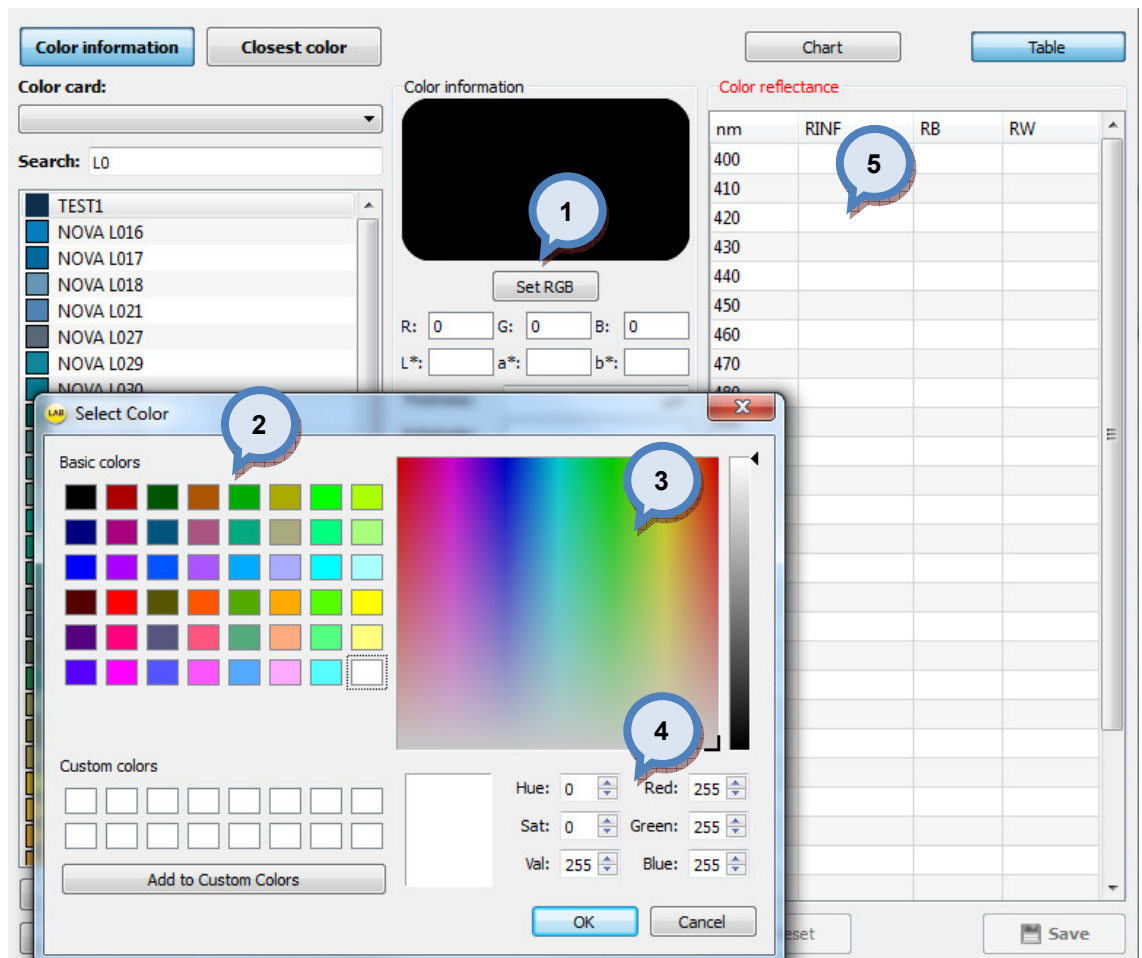 Color information
Closest color
Chart
Table
Color card:
Color information
Color reflectance
nm RINF RB RW
Search: L0
400
410
420
430
440
450
460
470
480
TEST1
NOVA L016
NOVA L017
NOVA L018
NOVA L021
NOVA L027
NOVA L029
NOVA L030
1
Set RGB
R: 0 G: 0 B: 0
L*: a*: b*:
5
LAB Select Color
2
Basic colors
3
4
Custom colors
Hue: 0 Red: 255
Sat: 0 Green: 255
Val: 255 Blue: 255
Add to Custom Colors
OK
Cancel
Save